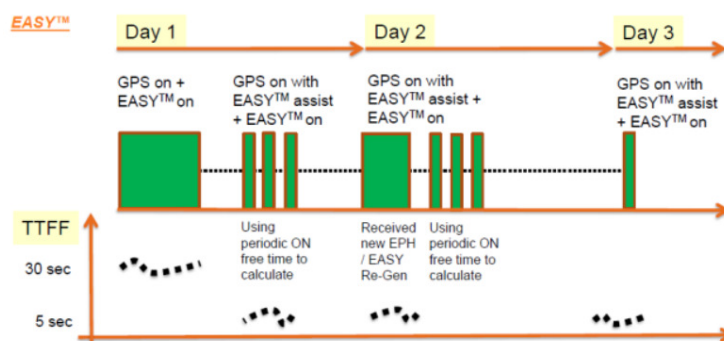 EASY™
Day 1
Day 2
Day 3
GPS on +
EASY™ on
GPS on with
EASY™ assist
+ EASY™ on
GPS on with
EASY™ assist +
EASY™ on
GPS on with
EASY™ assist
+ EASY™ on
TTFF
Using
periodic ON
free time to
calculate
Received
new EPH
/ EASY
Re-Gen
Using
periodic ON
free time to
calculate
30 sec
5 sec